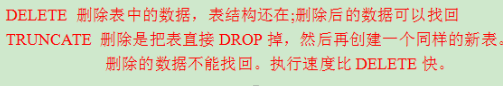 DELETE 删除表中的数据，表结构还在;删除后的数据可以找回
TRUNCATE 删除是把表直接 DROP 掉，然后再创建一个同样的新表。
删除的数据不能找回。执行速度比 DELETE 快。